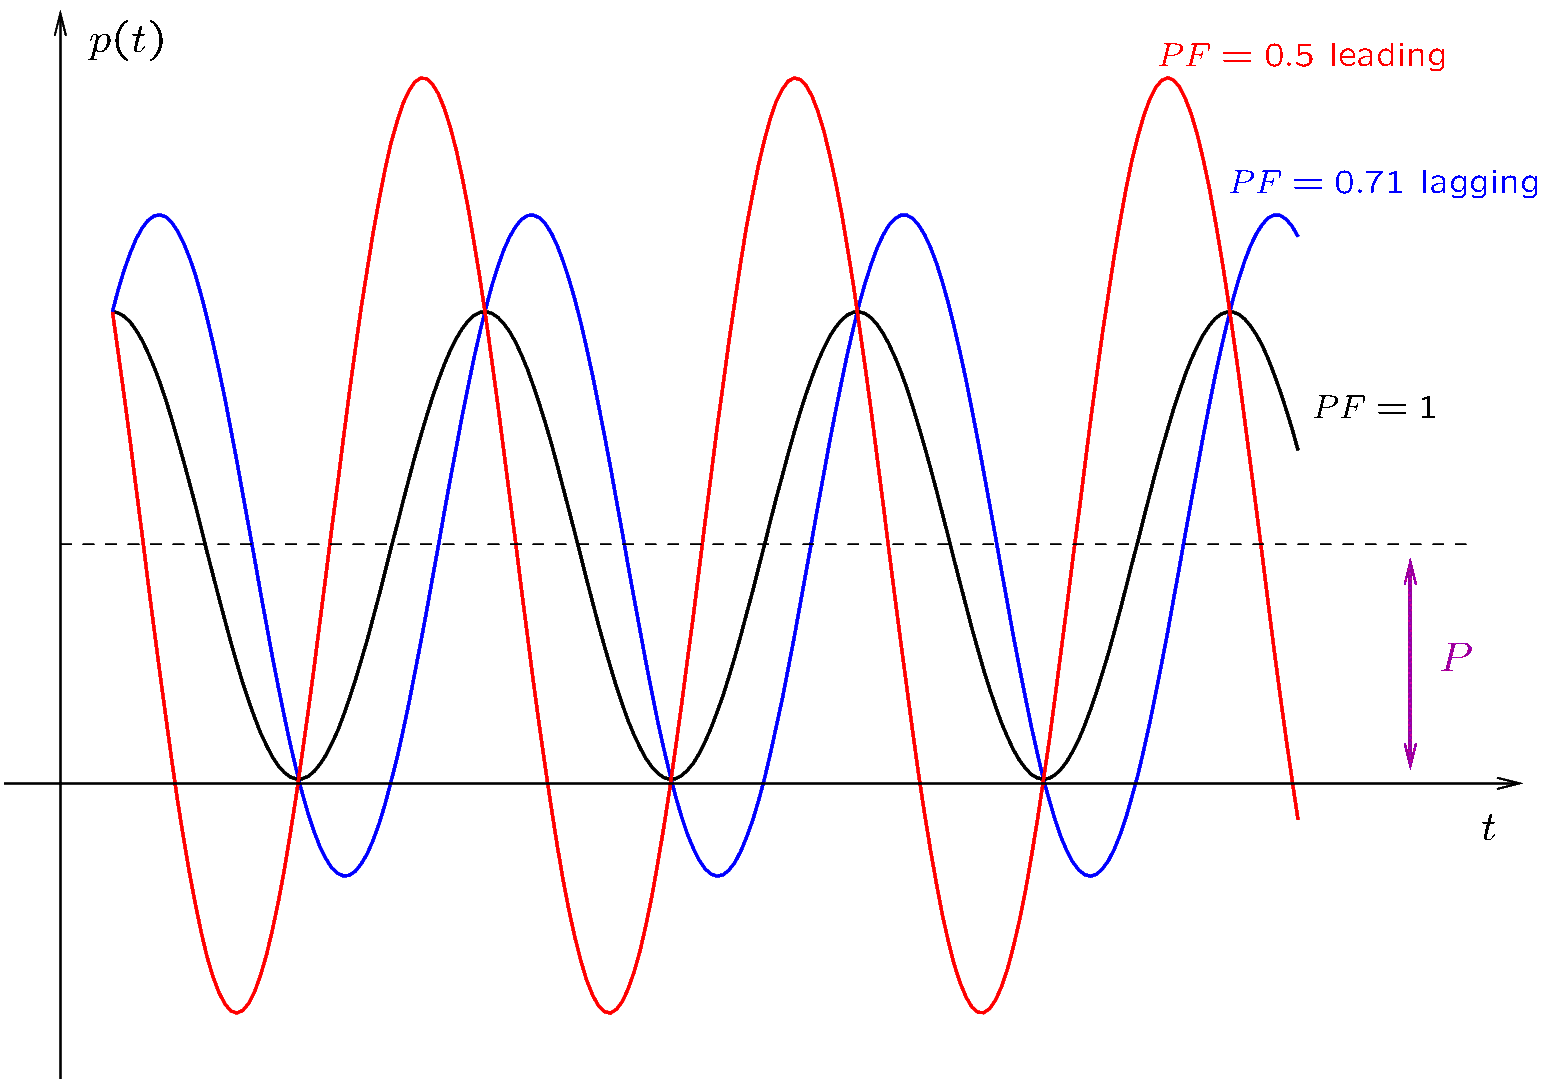 p(t)
PF = 0.5 leading
PF = 0.71 lagging
PF = 1
P
t